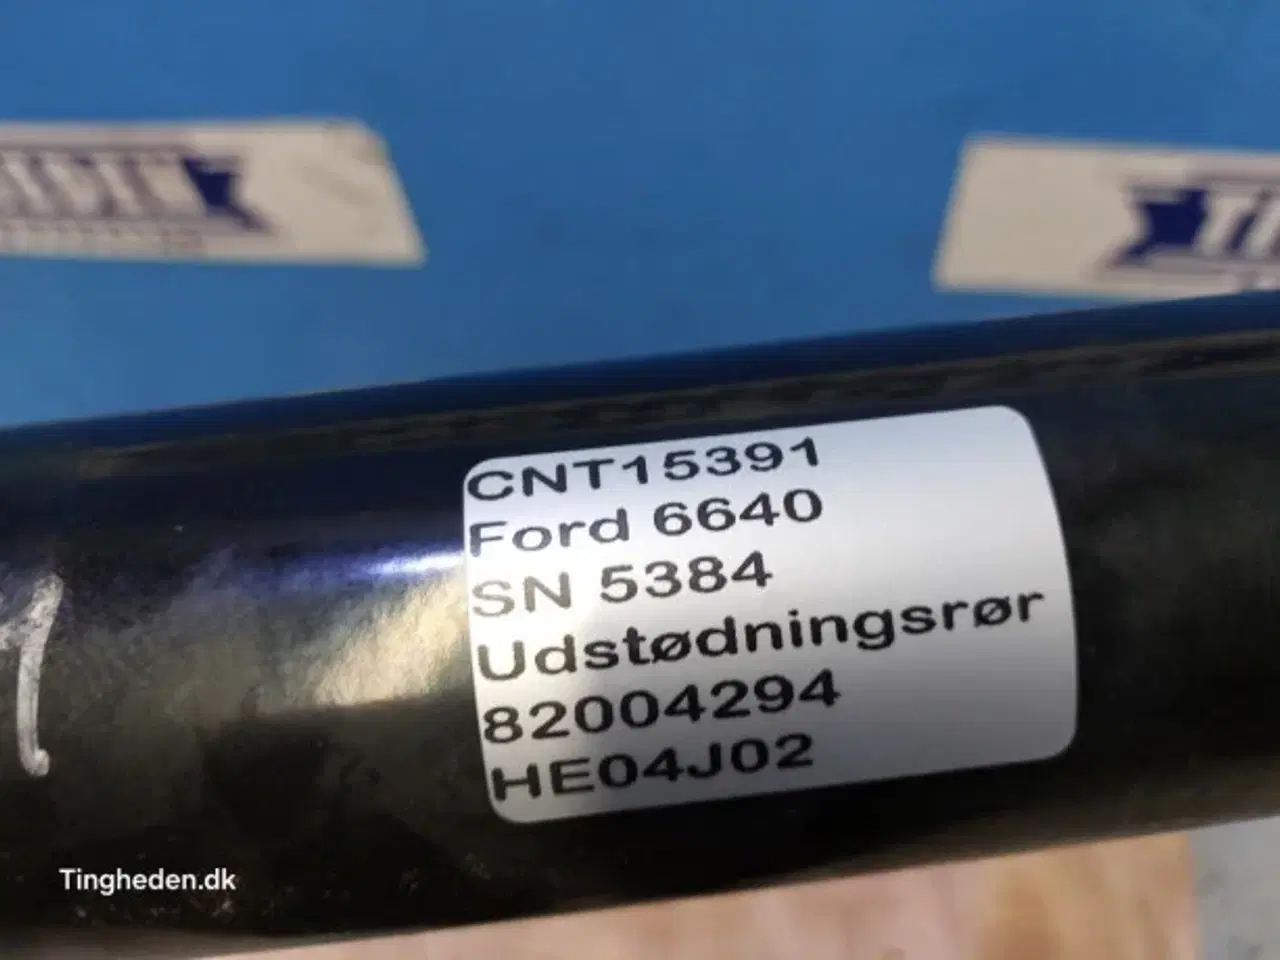 CNT15391
Ford 6640
SN 5384
Udstødningsrør
82004294
HE04J02
Tingheden.dk